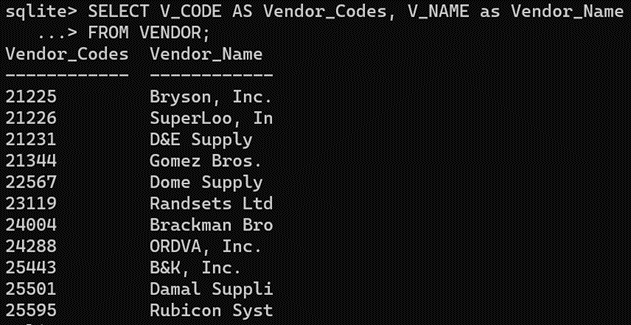 sqlite> SELECT V_CODE AS Vendor_Codes, V_NAME as Vendor_Name
   ...> FROM VENDOR;
Vendor_Codes  Vendor_Name
------------  ------------
21225         Bryson, Inc.
21226         SuperLoo, In
21231         D&E Supply
21344         Gomez Bros.
22567         Dome Supply
23119         Randsets Ltd
24004         Brackman Bro
24288         ORDVA, Inc.
25443         B&K, Inc.
25501         Damal Suppli
25595         Rubicon Syst